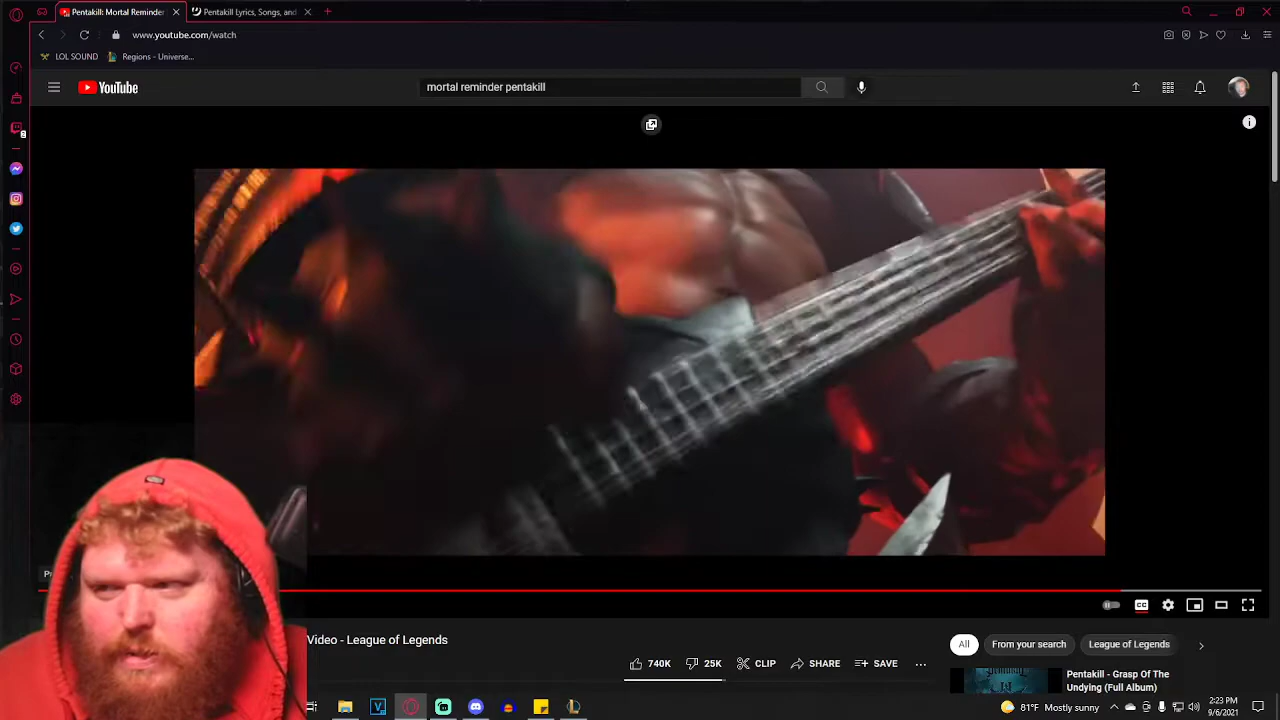 Pentakill: Mortal Reminder
Pentakill Lyrics, Songs, and
www.youtube.com/watch
LOL SOUND
Regions - Universe...
YouTube
mortal reminder pentakill
Video - League of Legends
All
From your search
League of Legends
740K
25K
CLIP
SHARE
SAVE
Pentakill - Grasp Of The
Undying (Full Album)
81°F Mostly sunny
2:23 PM
9/6/2021